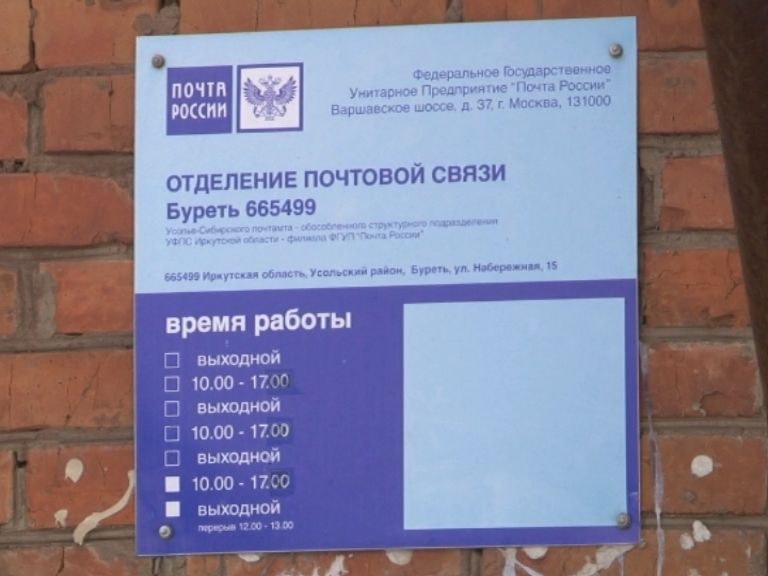 ПОЧТА
РОССИИ
Федеральное Государственное
Унитарное Предприятие "Почта России"
Варшавское шоссе, д. 37, г. Москва, 131000
ОТДЕЛЕНИЕ ПОЧТОВОЙ СВЯЗИ
Буреть 665499
Усолье-Сибирского почтамта - обособленного структурного подразделения
УФПС Иркутской области - филиала ФГУП "Почта России"
665499 Иркутская область, Усольский район, Буреть, ул. Набережная, 15
время работы
выходной
10.00 - 17.00
выходной
10.00 - 17.00
выходной
10.00 - 17.00
выходной
перерыв 12.00 - 13.00